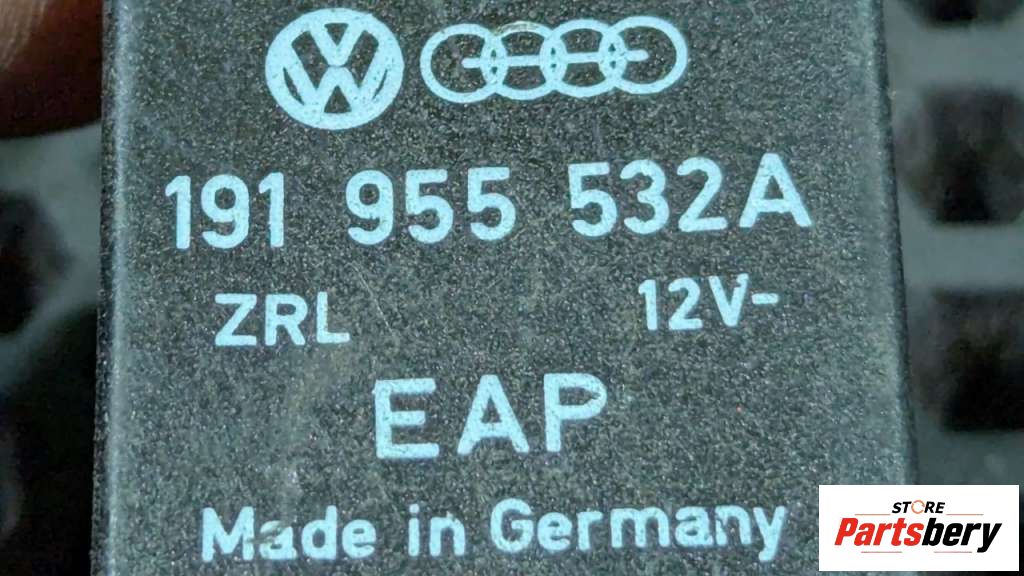 191 955 532A
ZRL 12V-
EAP
Made in Germany
STORE
Partsbery